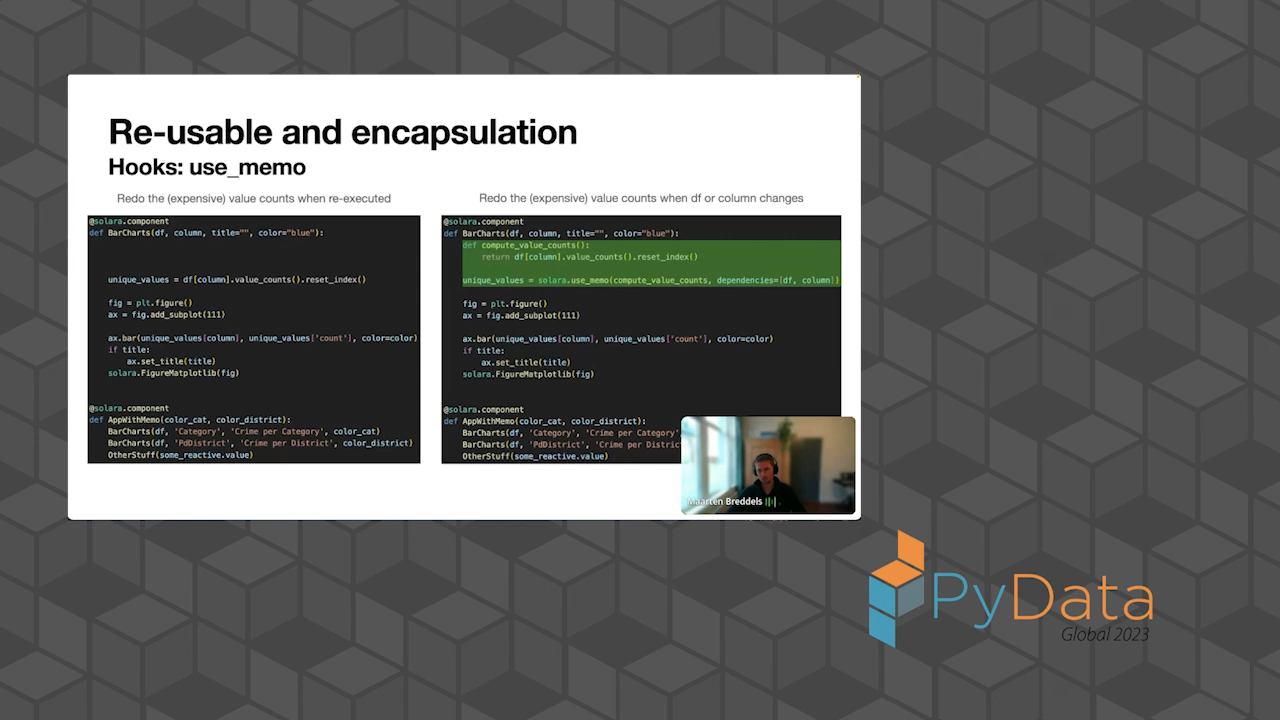 Re-usable and encapsulation
Hooks: use_memo
Redo the (expensive) value counts when re-executed
@solara.component
def BarCharts(df, column, title="", color="blue"):
unique_values = df[column].value_counts().reset_index()
fig = plt.figure()
ax = fig.add_subplot(111)
ax.bar(unique_values[column], unique_values['count'], color=color)
if title:
ax.set_title(title)
solara.FigureMatplotlib(fig)
@solara.component
def AppWithMemo(color_cat, color_district):
BarCharts(df, 'Category', 'Crime per Category', color_cat)
BarCharts(df, 'PdDistrict', 'Crime per District', color_district)
OtherStuff(some_reactive.value)
Redo the (expensive) value counts when df or column changes
@solara.component
def BarCharts(df, column, title="", color="blue"):
def compute_value_counts():
return df[column].value_counts().reset_index()
unique_values = solara.use_memo(compute_value_counts, dependencies=[df, column])
fig = plt.figure()
ax = fig.add_subplot(111)
ax.bar(unique_values[column], unique_values['count'], color=color)
if title:
ax.set_title(title)
solara.FigureMatplotlib(fig)
@solara.component
def AppWithMemo(color_cat, color_district):
BarCharts(df, 'Category', 'Crime per Category'
BarCharts(df, 'PdDistrict', 'Crime per District
OtherStuff(some_reactive.value)
Maarten Breddels
PyData
Global 2023